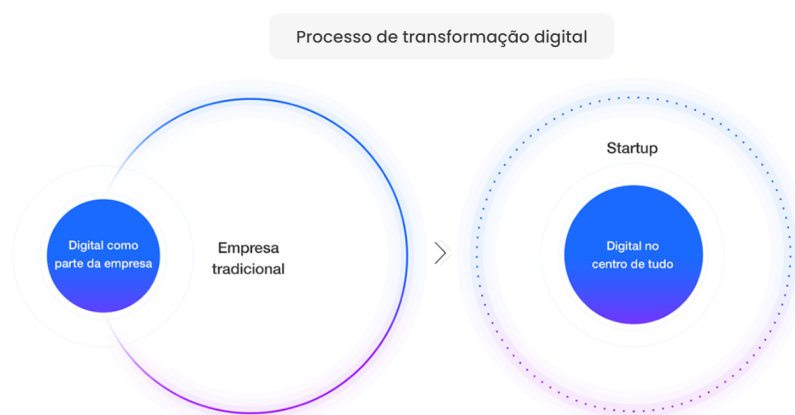 Processo de transformação digital
Digital como
parte da empresa
Empresa
tradicional
Startup
Digital no
centro de tudo